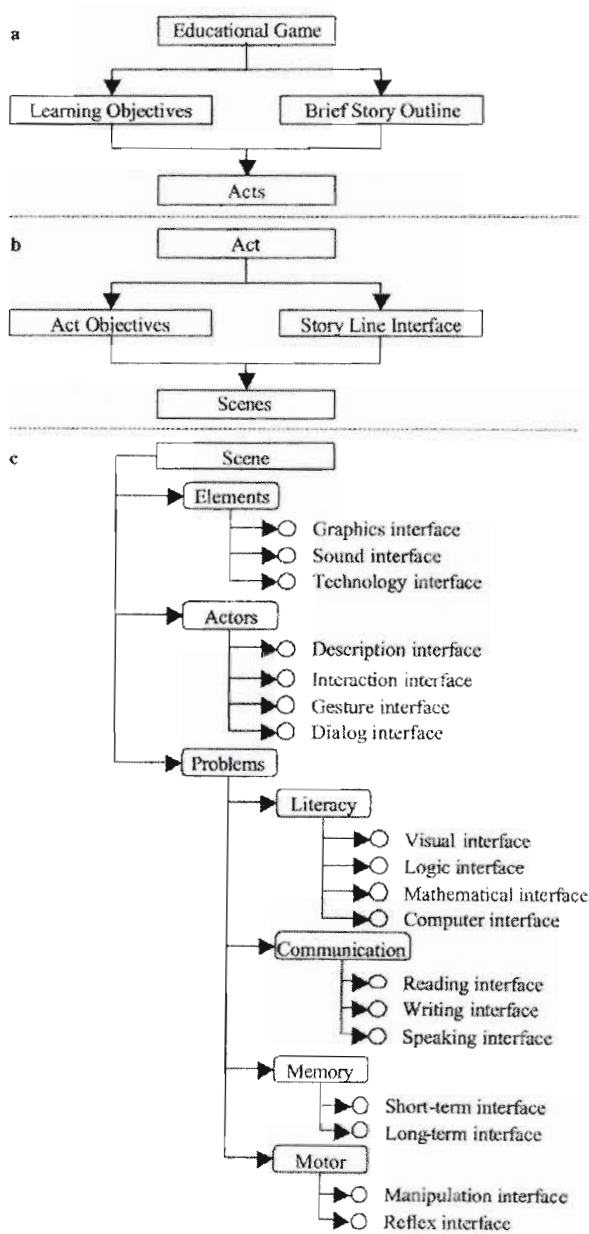 a
Educational Game
Learning Objectives
Brief Story Outline
Acts
b
Act
Act Objectives
Story Line Interface
Scenes
c
Scene
Elements
Graphics interface
Sound interface
Technology interface
Actors
Description interface
Interaction interface
Gesture interface
Dialog interface
Problems
Literacy
Visual interface
Logic interface
Mathematical interface
Computer interface
Communication
Reading interface
Writing interface
Speaking interface
Memory
Short-term interface
Long-term interface
Motor
Manipulation interface
Reflex interface